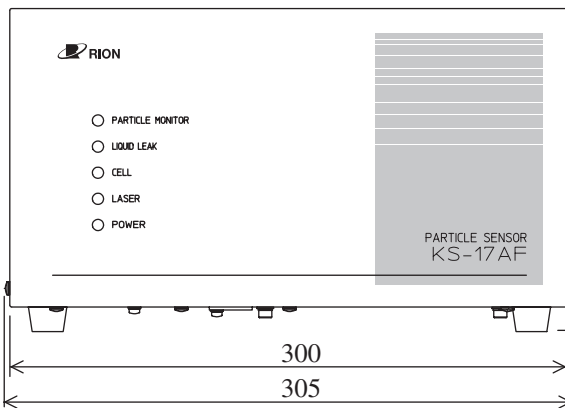 RION
PARTICLE MONITOR
LIQUID LEAK
CELL
LASER
POWER
PARTICLE SENSOR
KS-17AF
300
305